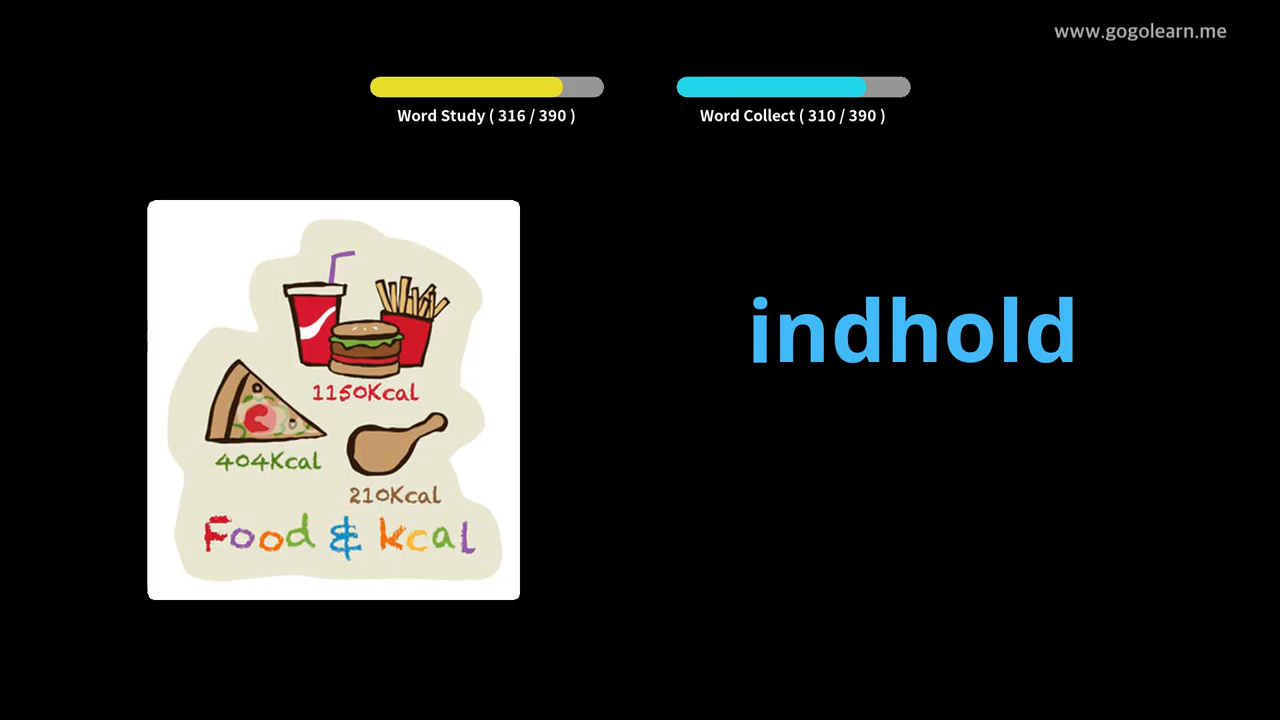 www.gogolearn.me
Word Study ( 316 / 390 )
Word Collect ( 310 / 390 )
indhold
1150Kcal
404Kcal
210Kcal
Food & kcal